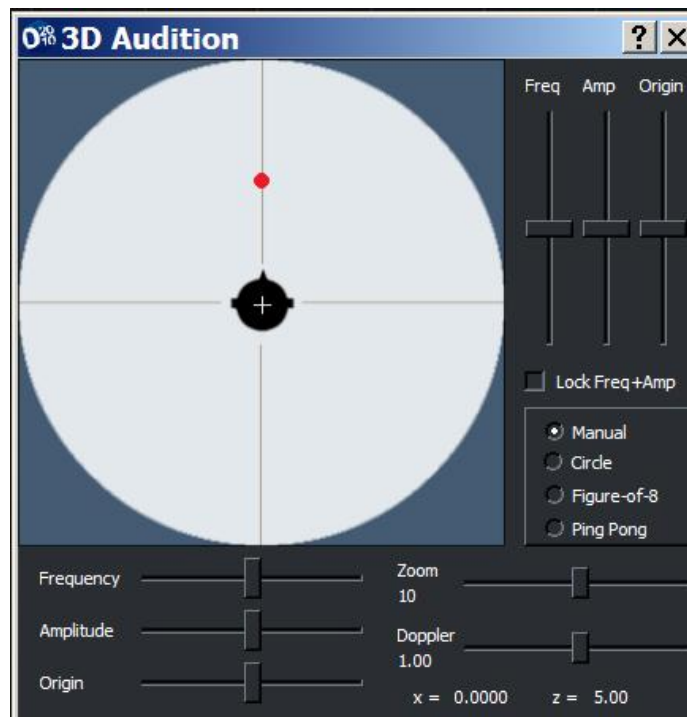 3D Audition
Freq Amp Origin
Lock Freq+Amp
Manual
Circle
Figure-of-8
Ping Pong
Frequency
Amplitude
Origin
Zoom
10
Doppler
1.00
x = 0.0000 z = 5.00